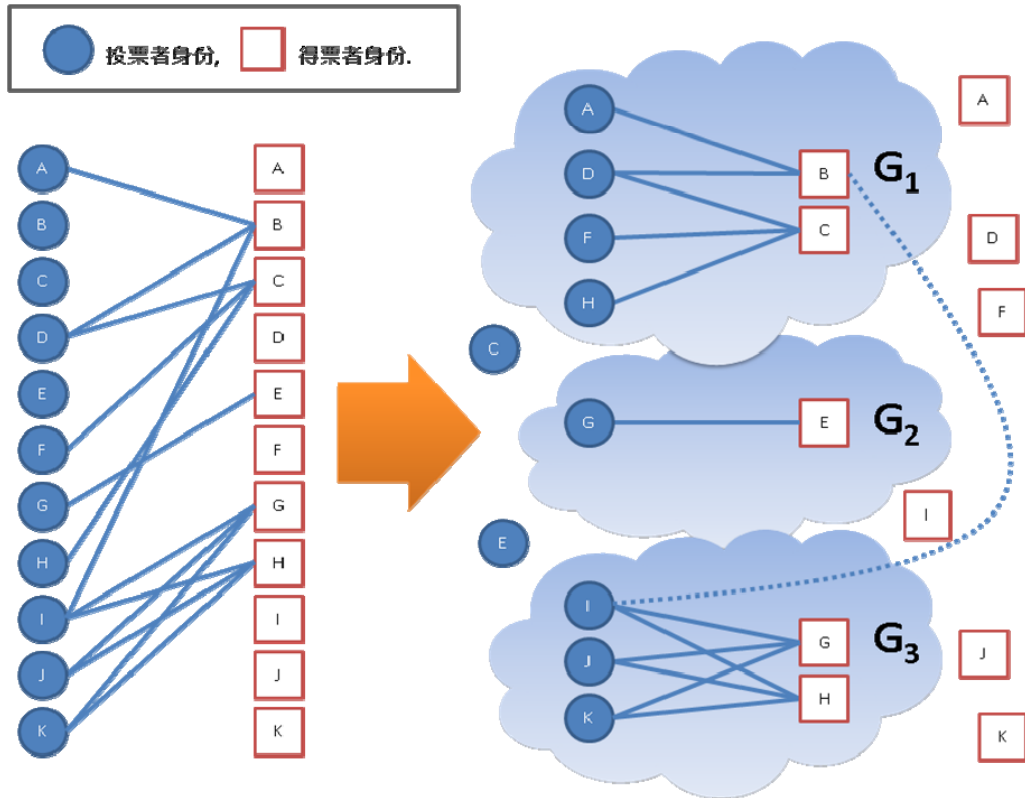 投票者身份, 得票者身份.
A A
B B
C C
D D
E E
F F
G G
H H
I I
J J
K K
A
A
D B G₁
F C D
H F
C
G E G₂
I
E
I
J G G₃ J
K H
K